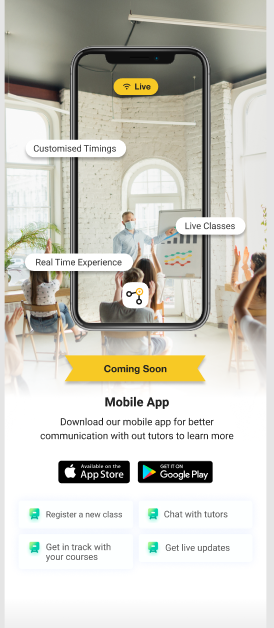 Live
Customised Timings
Live Classes
Real Time Experience
Coming Soon
Mobile App
Download our mobile app for better
communication with out tutors to learn more
Available on the
App Store
GET IT ON
Google Play
Register a new class
Chat with tutors
Get in track with
your courses
Get live updates